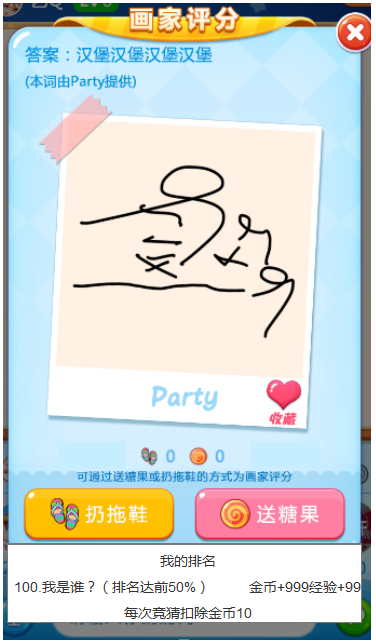 画家评分
答案：汉堡汉堡汉堡汉堡
(本词由Party提供)
Party
收藏
0 0
可通过送糖果或扔拖鞋的方式为画家评分
扔拖鞋 送糖果
我的排名
100.我是谁？( 排名达前50% ) 金币+999经验+99
每次竞猜扣除金币10